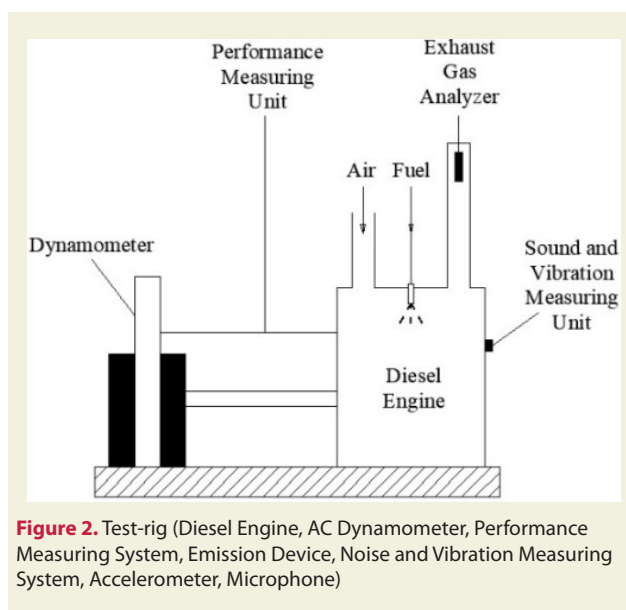 Performance
Measuring
Unit
Exhaust
Gas
Analyzer
Air Fuel
Dynamometer
Sound and
Vibration
Measuring
Unit
Diesel
Engine
Figure 2. Test-rig (Diesel Engine, AC Dynamometer, Performance
Measuring System, Emission Device, Noise and Vibration Measuring
System, Accelerometer, Microphone)